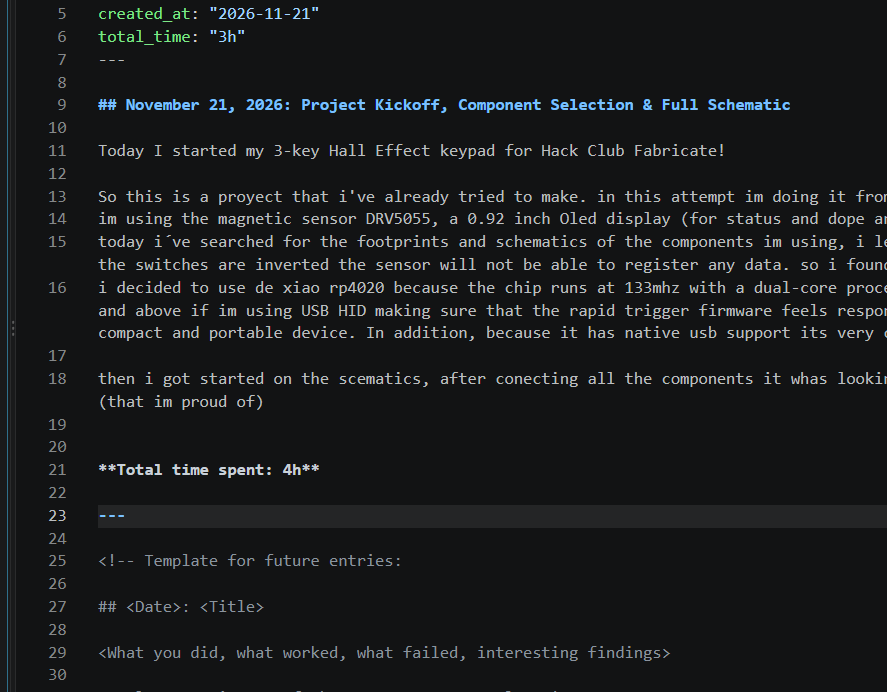 5 created_at: "2026-11-21"
6 total_time: "3h"
7 ---
8
9 ## November 21, 2026: Project Kickoff, Component Selection & Full Schematic
10
11 Today I started my 3-key Hall Effect keypad for Hack Club Fabricate!
12
13 So this is a proyect that i've already tried to make. in this attempt im doing it
14 im using the magnetic sensor DRV5055, a 0.92 inch Oled display (for status and dope
15 today i´ve searched for the footprints and schematics of the components im using, i
the switches are inverted the sensor will not be able to register any data. so i
16 i decided to use de xiao rp4020 because the chip runs at 133mhz with a dual-core
and above if im using USB HID making sure that the rapid trigger firmware feels
compact and portable device. In addition, because it has native usb support its very
17
18 then i got started on the scematics, after conecting all the components it whas
(that im proud of)
19
20
21 **Total time spent: 4h**
22
23 ---
24
25 <!-- Template for future entries:
26
27 ## <Date>: <Title>
28
29 <What you did, what worked, what failed, interesting findings>
30